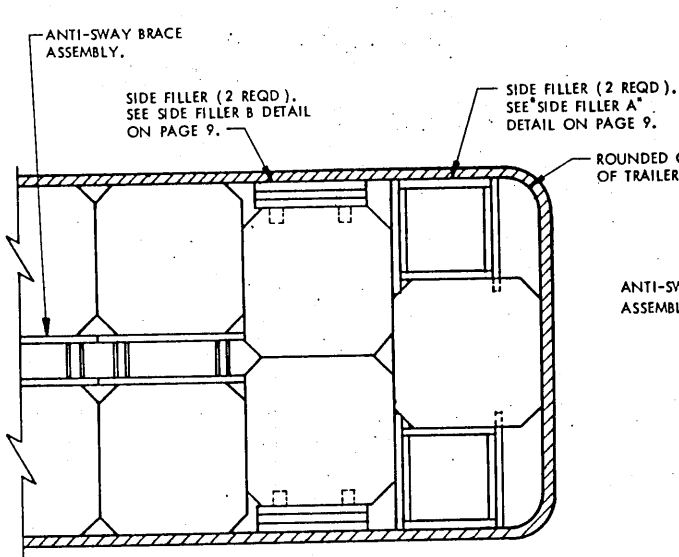 ANTI-SWAY BRACE
ASSEMBLY.
SIDE FILLER (2 REQD).
SEE SIDE FILLER B DETAIL
ON PAGE 9.
SIDE FILLER (2 REQD).
SEE "SIDE FILLER A"
DETAIL ON PAGE 9.
ROUNDED
OF TRAILER
ANTI-SW
ASSEMBL